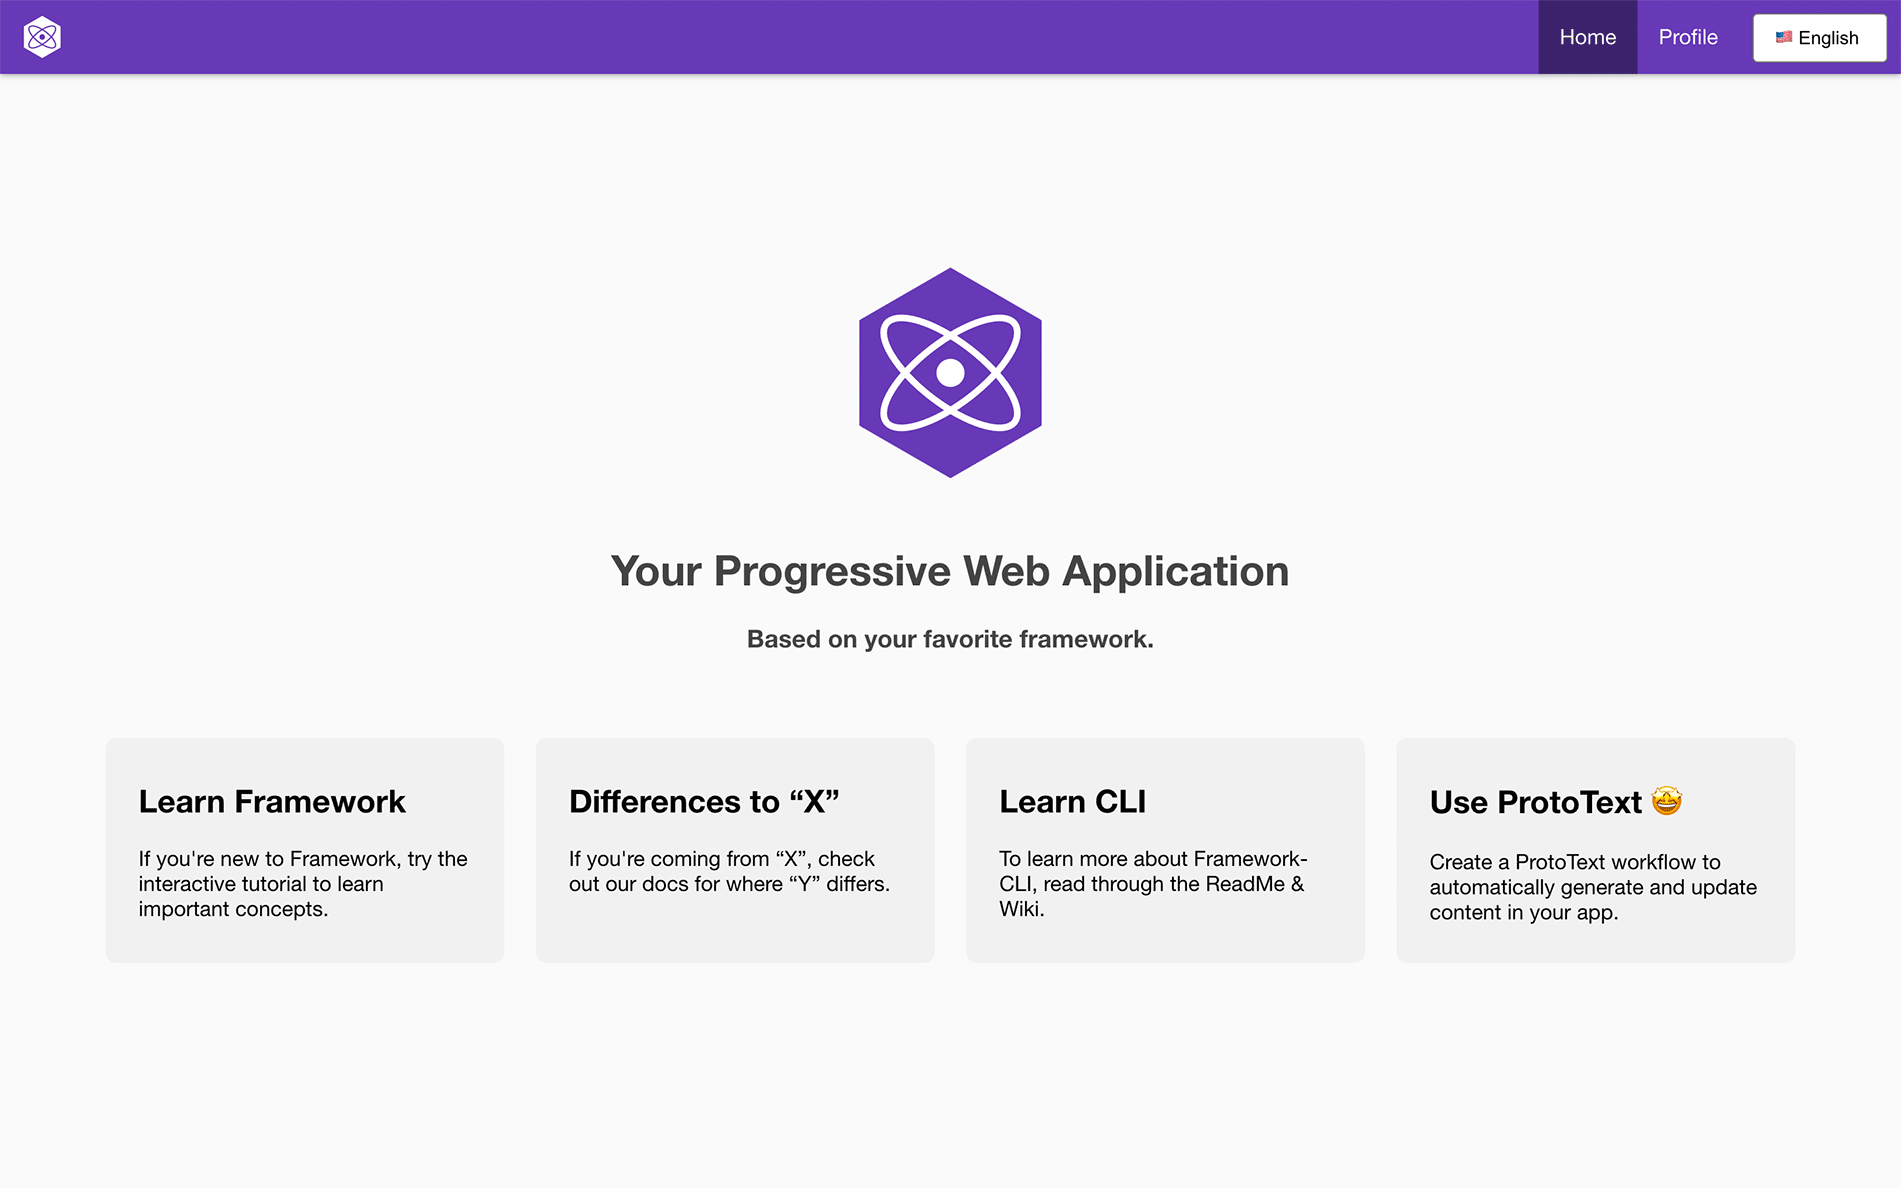 Home Profile 🇺🇸 English
Your Progressive Web Application
Based on your favorite framework.
Learn Framework
If you're new to Framework, try the
interactive tutorial to learn
important concepts.
Differences to “X”
If you're coming from “X”, check
out our docs for where “Y” differs.
Learn CLI
To learn more about Framework-
CLI, read through the ReadMe &
Wiki.
Use ProtoText 🤩
Create a ProtoText workflow to
automatically generate and update
content in your app.